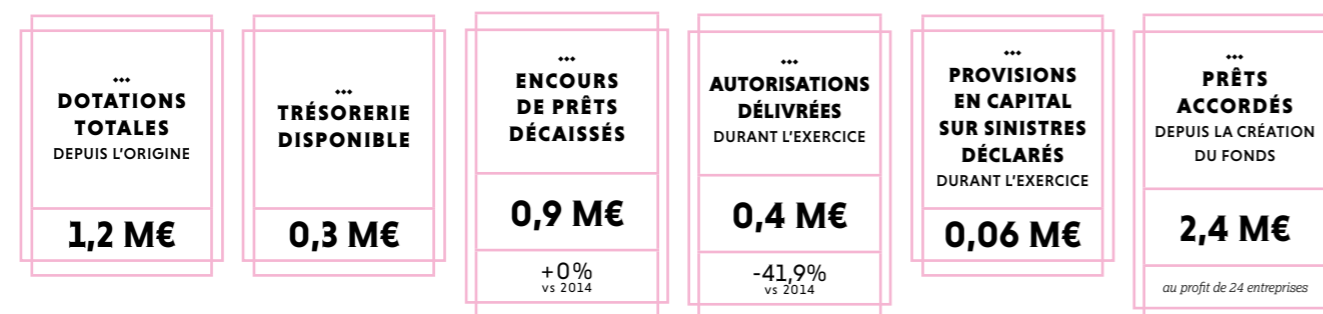 DOTATIONS
TOTALES
DEPUIS L'ORIGINE
1,2 M€
TRÉSORERIE
DISPONIBLE
0,3 M€
ENCOURS
DE PRÊTS
DÉCAISSÉS
0,9 M€
+0%
vs 2014
AUTORISATIONS
DÉLIVRÉES
DURANT L'EXERCICE
0,4 M€
-41,9%
vs 2014
PROVISIONS
EN CAPITAL
SUR SINISTRES
DÉCLARÉS
DURANT L'EXERCICE
0,06 M€
PRÊTS
ACCORDÉS
DEPUIS LA CRÉATION
DU FONDS
2,4 M€
au profit de 24 entreprises